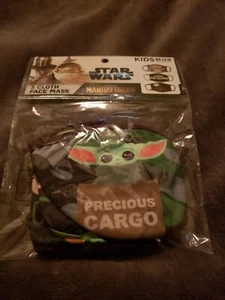 STAR
WARS
KIDS
3 CLOTH
FACE MASK
MANDALORIAN
PRECIOUS
CARGO